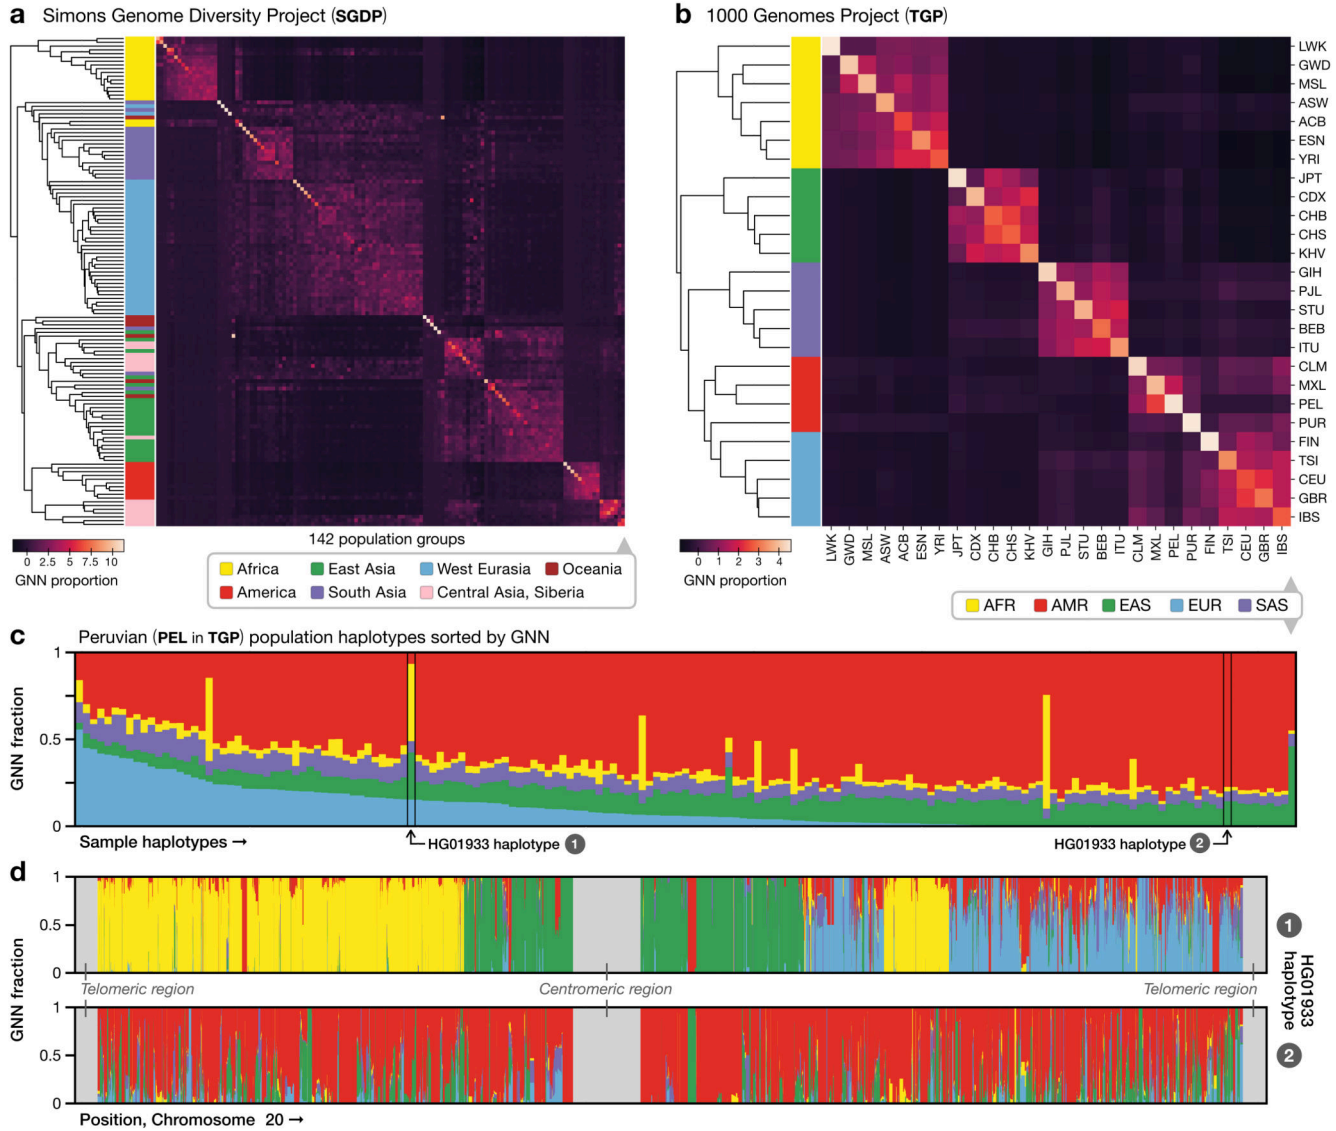 a Simons Genome Diversity Project (SGDP)
b 1000 Genomes Project (TGP)
LWK
GWD
MSL
ASW
ACB
ESN
YRI
JPT
CDX
CHB
CHS
KHV
GIH
PJL
STU
BEB
ITU
CLM
MXL
PEL
PUR
FIN
TSI
CEU
GBR
IBS
LWK GWD MSL ASW ACB ESN YRI JPT CDX CHB CHS KHV GIH PJL STU BEB ITU CLM MXL PEL PUR FIN TSI CEU GBR IBS
0 2.5 5 7.5 10
GNN proportion
142 population groups
0 1 2 3 4
GNN proportion
Africa East Asia West Eurasia Oceania
America South Asia Central Asia, Siberia
AFR AMR EAS EUR SAS
c Peruvian (PEL in TGP) population haplotypes sorted by GNN
1
0.5
0
GNN fraction
Sample haplotypes →
HG01933 haplotype 1
HG01933 haplotype 2
d
1
0.5
0
GNN fraction
1
HG01933 haplotype
2
Telomeric region
Centromeric region
Telomeric region
1
0.5
0
Position, Chromosome 20 →